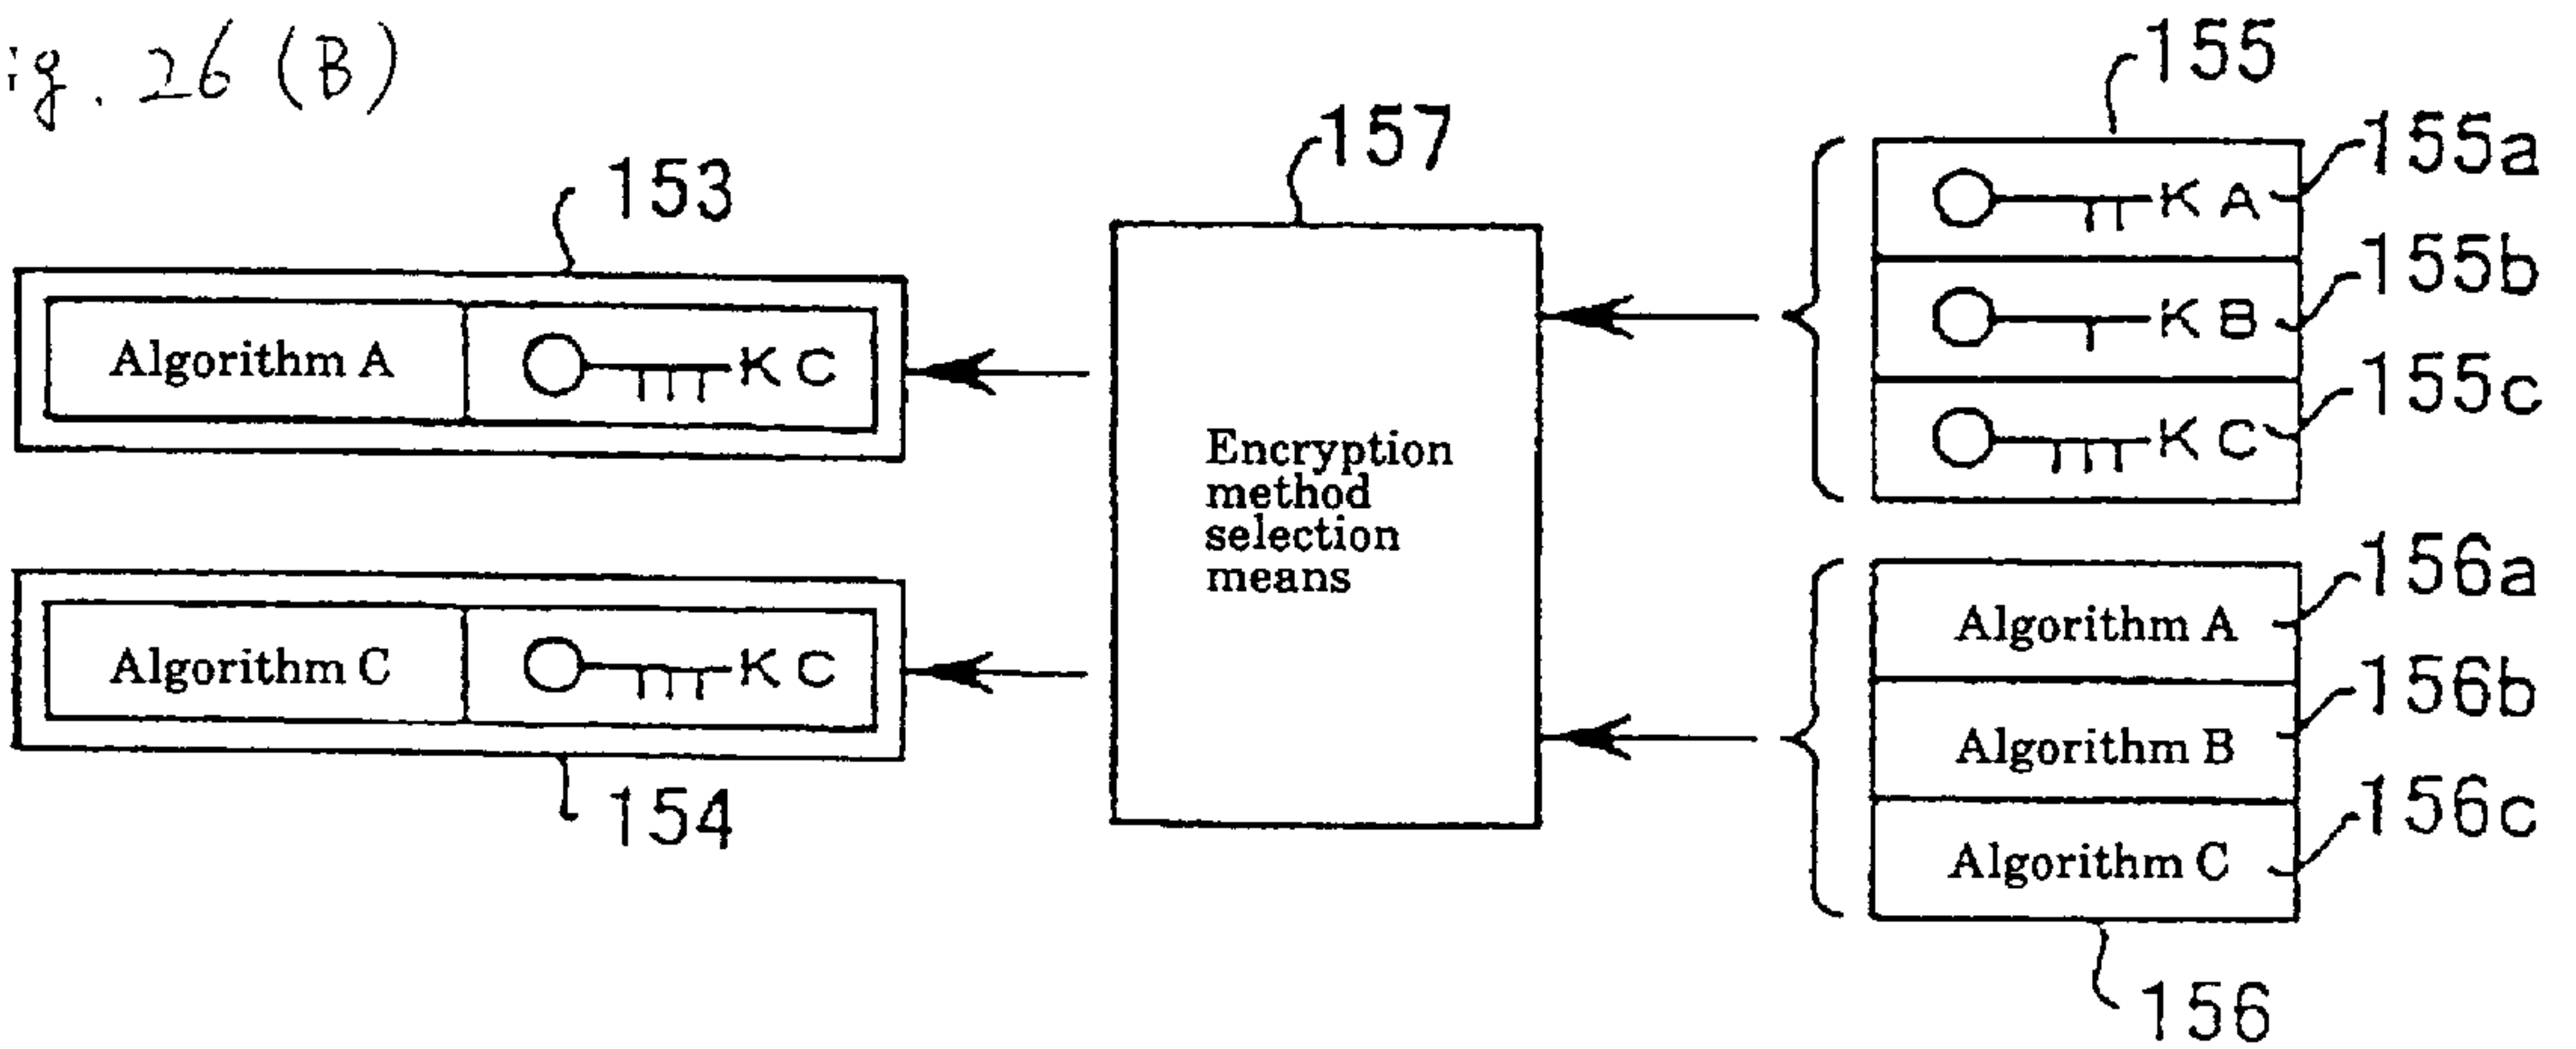 ig. 26 (B)
153
Algorithm A KC
Algorithm C KC
154
157
Encryption
method
selection
means
155
KA 155a
KB 155b
KC 155c
Algorithm A 156a
Algorithm B 156b
Algorithm C 156c
156